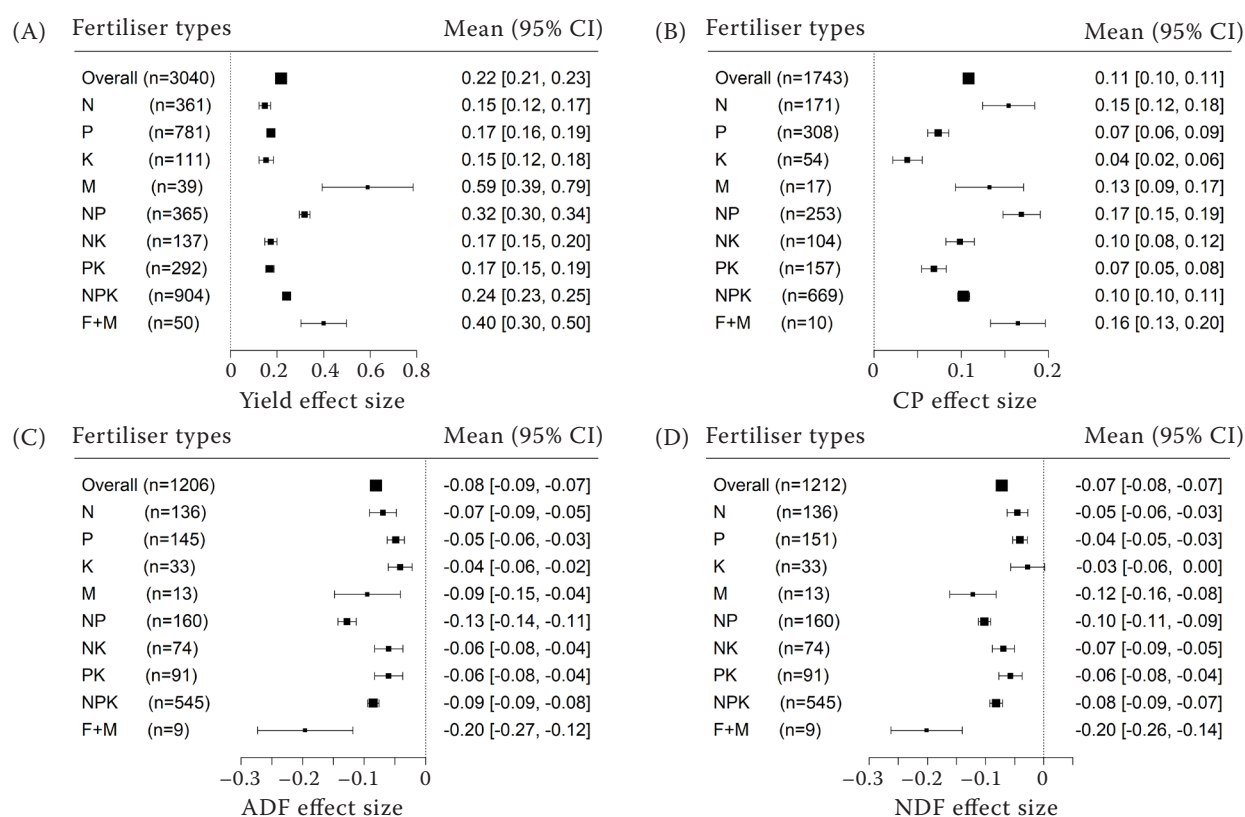 (A) Fertiliser types Mean (95% CI)
Overall (n=3040) 0.22 [0.21, 0.23]
N (n=361) 0.15 [0.12, 0.17]
P (n=781) 0.17 [0.16, 0.19]
K (n=111) 0.15 [0.12, 0.18]
M (n=39) 0.59 [0.39, 0.79]
NP (n=365) 0.32 [0.30, 0.34]
NK (n=137) 0.17 [0.15, 0.20]
PK (n=292) 0.17 [0.15, 0.19]
NPK (n=904) 0.24 [0.23, 0.25]
F+M (n=50) 0.40 [0.30, 0.50]
0 0.2 0.4 0.6 0.8
Yield effect size
(B) Fertiliser types Mean (95% CI)
Overall (n=1743) 0.11 [0.10, 0.11]
N (n=171) 0.15 [0.12, 0.18]
P (n=308) 0.07 [0.06, 0.09]
K (n=54) 0.04 [0.02, 0.06]
M (n=17) 0.13 [0.09, 0.17]
NP (n=253) 0.17 [0.15, 0.19]
NK (n=104) 0.10 [0.08, 0.12]
PK (n=157) 0.07 [0.05, 0.08]
NPK (n=669) 0.10 [0.10, 0.11]
F+M (n=10) 0.16 [0.13, 0.20]
0 0.1 0.2
CP effect size
(C) Fertiliser types Mean (95% CI)
Overall (n=1206) -0.08 [-0.09, -0.07]
N (n=136) -0.07 [-0.09, -0.05]
P (n=145) -0.05 [-0.06, -0.03]
K (n=33) -0.04 [-0.06, -0.02]
M (n=13) -0.09 [-0.15, -0.04]
NP (n=160) -0.13 [-0.14, -0.11]
NK (n=74) -0.06 [-0.08, -0.04]
PK (n=91) -0.06 [-0.08, -0.04]
NPK (n=545) -0.09 [-0.09, -0.08]
F+M (n=9) -0.20 [-0.27, -0.12]
−0.3 −0.2 −0.1 0
ADF effect size
(D) Fertiliser types Mean (95% CI)
Overall (n=1212) -0.07 [-0.08, -0.07]
N (n=136) -0.05 [-0.06, -0.03]
P (n=151) -0.04 [-0.05, -0.03]
K (n=33) -0.03 [-0.06, 0.00]
M (n=13) -0.12 [-0.16, -0.08]
NP (n=160) -0.10 [-0.11, -0.09]
NK (n=74) -0.07 [-0.09, -0.05]
PK (n=91) -0.06 [-0.08, -0.04]
NPK (n=545) -0.08 [-0.09, -0.07]
F+M (n=9) -0.20 [-0.26, -0.14]
−0.3 −0.2 −0.1 0
NDF effect size